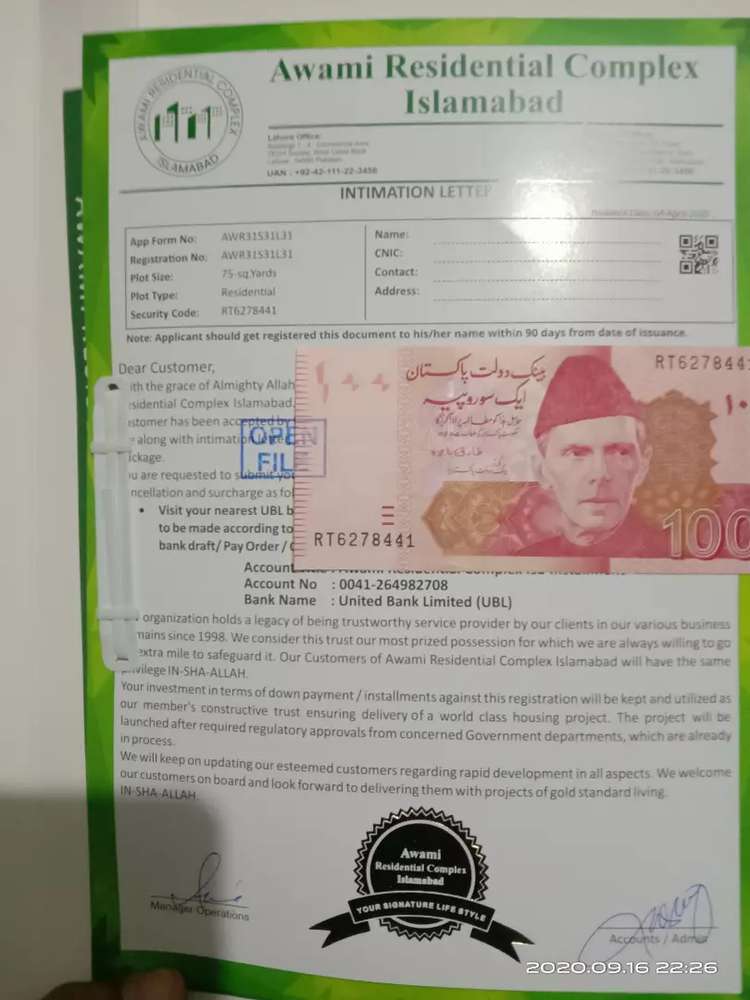 Awami Residential Complex
Islamabad
AWAMI RESIDENTIAL COMPLEX
ISLAMABAD
Lahore Office:
UAN : +92-42-111-22-3456
INTIMATION LETTER
App Form No: AWR31531L31
Registration No: AWR31531L31
Plot Size: 75-sq.Yards
Plot Type: Residential
Security Code: RT6278441
Name:
CNIC:
Contact:
Address:
Note: Applicant should get registered this document to his/her name within 90 days from date of issuance.
Dear Customer,
ith the grace of Almighty Allah
sidential Complex Islamabad
stomer has been accepted by
along with intimation
ckage.
u are requested to submit you
ncellation and surcharge as fol
OPEN
FIL
• Visit your nearest UBL b
to be made according to
bank draft/ Pay Order /
بینک دولت پاکستان
ایک سو روپیہ
۱۰۰
RT6278441
RT6278441
100
Account
Account No : 0041-264982708
Bank Name : United Bank Limited (UBL)
organization holds a legacy of being trustworthy service provider by our clients in our various business
mains since 1998. We consider this trust our most prized possession for which we are always willing to go
extra mile to safeguard it. Our Customers of Awami Residential Complex Islamabad will have the same
privilege IN-SHA-ALLAH.
Your investment in terms of down payment / installments against this registration will be kept and utilized as
our member's constructive trust ensuring delivery of a world class housing project. The project will be
launched after required regulatory approvals from concerned Government departments, which are already
in process.
We will keep on updating our esteemed customers regarding rapid development in all aspects. We welcome
our customers on board and look forward to delivering them with projects of gold standard living.
IN-SHA-ALLAH.
Awami
Residential Complex
Islamabad
YOUR SIGNATURE LIFE STYLE
Manager Operations
Accounts / Admin
2020.09.16 22:26